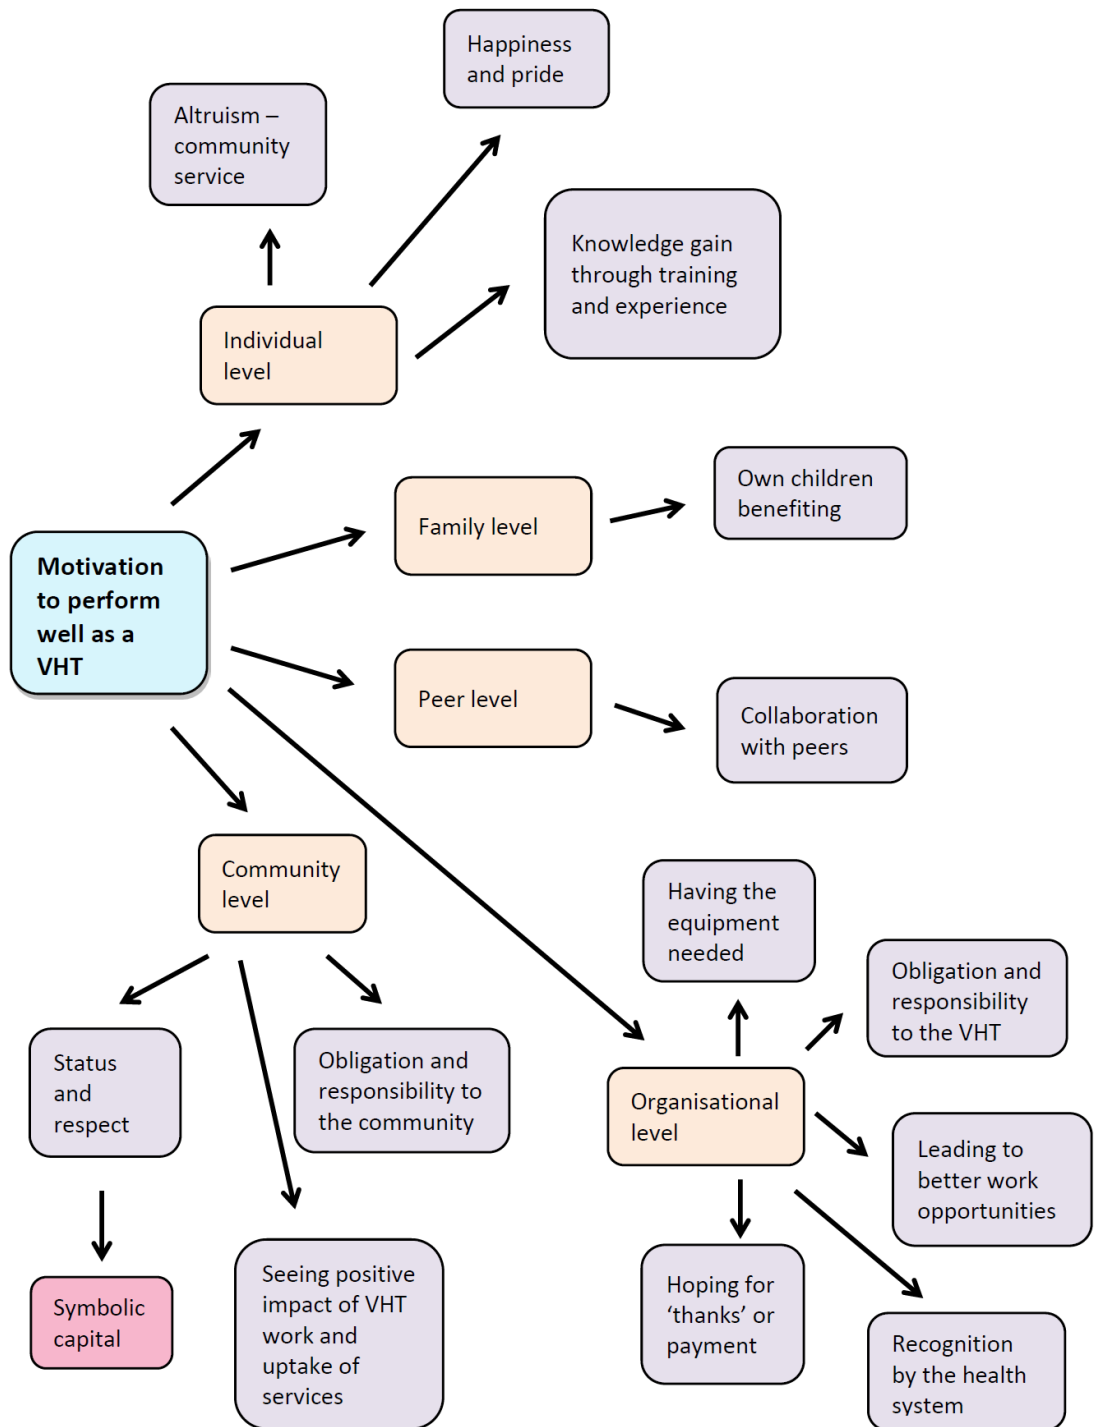 Happiness
and pride
Altruism –
community
service
Knowledge gain
through training
and experience
Individual
level
Own children
benefiting
Family level
Motivation
to perform
well as a
VHT
Peer level
Collaboration
with peers
Community
level
Having the
equipment
needed
Obligation and
responsibility
to the VHT
Status
and
respect
Obligation and
responsibility to
the community
Organisational
level
Leading to
better work
opportunities
Symbolic
capital
Seeing positive
impact of VHT
work and
uptake of
services
Hoping for
‘thanks’ or
payment
Recognition
by the health
system